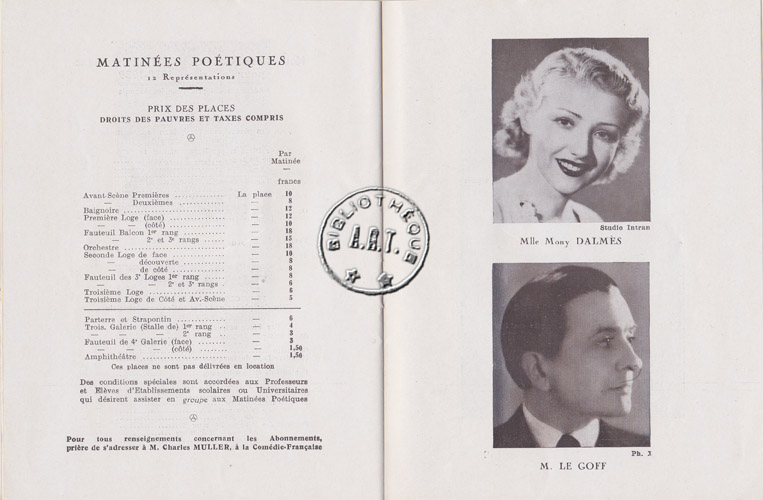 MATINÉES POÉTIQUES
12 Représentations
PRIX DES PLACES
DROITS DES PAUVRES ET TAXES COMPRIS
Par
Matinée
—
francs
Avant-Scène Premières .............. La place 10
— Deuxièmes ............ — 8
Baignoire .......................... — 12
Première Loge (face) ............... — 12
— — (côté) ............... — 10
Fauteuil Balcon 1er rang ........... — 18
— 2e et 3e rangs ...... — 15
Orchestre .......................... — 18
Seconde Loge de face ............... — 10
— découverte ........... — 8
— de côté .............. — 8
Fauteuil des 3e Loges 1er rang ..... — 8
— — 2e et 3e rangs . — 6
Troisième Loge ..................... — 6
Troisième Loge de Côté et Av.-Scène — 5
Parterre et Strapontin ............. — 6
Trois. Galerie (Stalle de) 1er rang .. — 4
— — — 2e rang .. — 3
Fauteuil de 4e Galerie (face) ........ — 3
— — — (côté) ........ — 1,50
Amphithéâtre ....................... — 1,50
Ces places ne sont pas délivrées en location
Des conditions spéciales sont accordées aux Professeurs
et Elèves d'Etablissements scolaires ou Universitaires
qui désirent assister en groupe aux Matinées Poétiques
Pour tous renseignements concernant les Abonnements,
prière de s'adresser à M. Charles MULLER, à la Comédie-Française
BIBLIOTHÈQUE
A.R.T.
Studio Intran
Mlle Mony DALMÈS
Ph. 3
M. LE GOFF